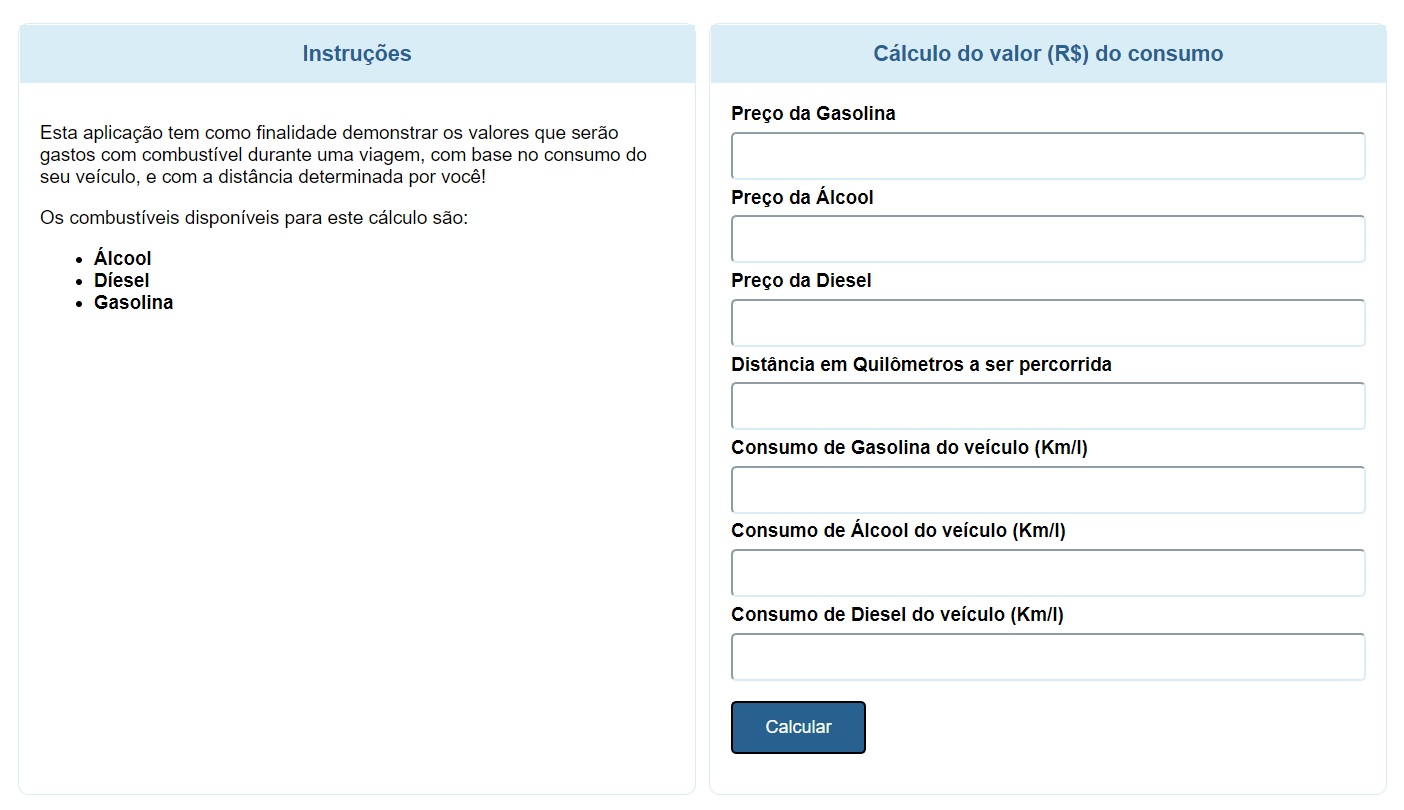 Instruções
Esta aplicação tem como finalidade demonstrar os valores que serão
gastos com combustível durante uma viagem, com base no consumo do
seu veículo, e com a distância determinada por você!
Os combustíveis disponíveis para este cálculo são:
Álcool
Díesel
Gasolina
Cálculo do valor (R$) do consumo
Preço da Gasolina
Preço da Álcool
Preço da Diesel
Distância em Quilômetros a ser percorrida
Consumo de Gasolina do veículo (Km/l)
Consumo de Álcool do veículo (Km/l)
Consumo de Diesel do veículo (Km/l)
Calcular